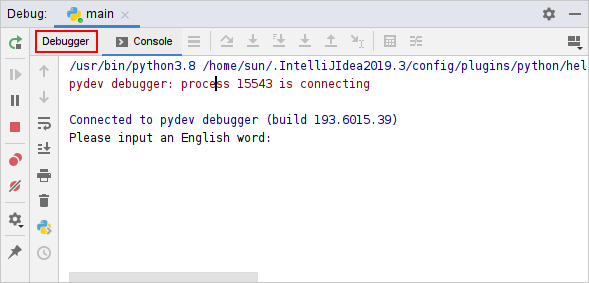 Debug: main
Debugger Console
/usr/bin/python3.8 /home/sun/.IntelliJIdea2019.3/config/plugins/python/hel
pydev debugger: process 15543 is connecting
Connected to pydev debugger (build 193.6015.39)
Please input an English word: